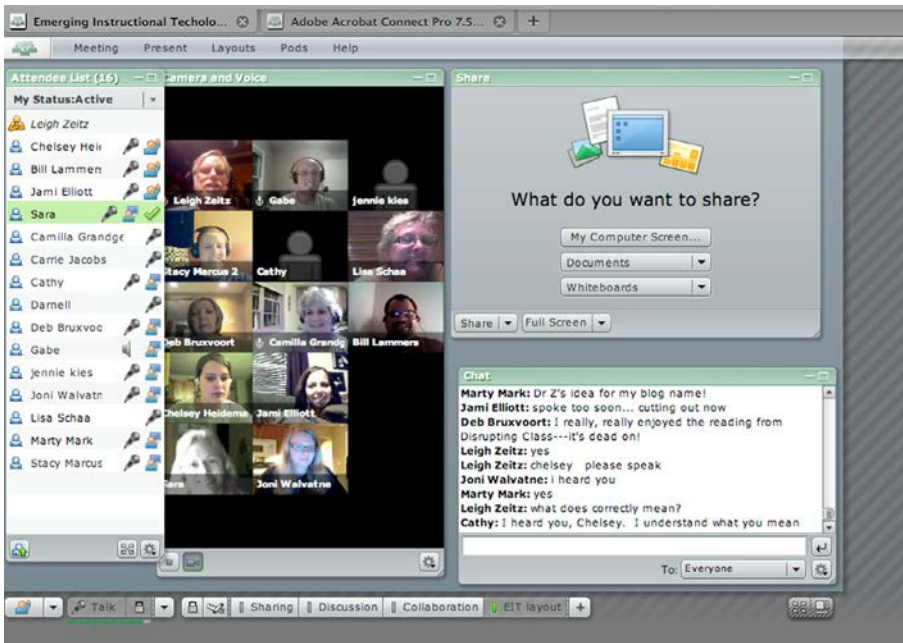 Emerging Instructional Techolo...
Adobe Acrobat Connect Pro 7.5...
Meeting Present Layouts Pods Help
Attendee List (16)
My Status:Active
Leigh Zeitz
Chelsey Heir
Bill Lammen
Jami Elliott
Sara
Camilla Grandge
Carrie Jacobs
Cathy
Darnell
Deb Bruxvoc
Gabe
jennie kies
Joni Walvatn
Lisa Schaa
Marty Mark
Stacy Marcus
Camera and Voice
Leigh Zeitz
Gabe
jennie kies
Stacy Marcus 2
Cathy
Lisa Schaa
Deb Bruxvoort
Camilla Grandg
Bill Lammers
Chelsey Heidema
Jami Elliott
Sara
Joni Walvatne
Share
What do you want to share?
My Computer Screen...
Documents
Whiteboards
Share
Full Screen
Chat
Marty Mark: Dr Z's idea for my blog name!
Jami Elliott: spoke too soon... cutting out now
Deb Bruxvoort: I really, really enjoyed the reading from
Disrupting Class---it's dead on!
Leigh Zeitz: yes
Leigh Zeitz: chelsey please speak
Joni Walvatne: i heard you
Marty Mark: yes
Leigh Zeitz: what does correctly mean?
Cathy: I heard you, Chelsey. I understand what you mean
To: Everyone
Talk
Sharing
Discussion
Collaboration
EIT layout